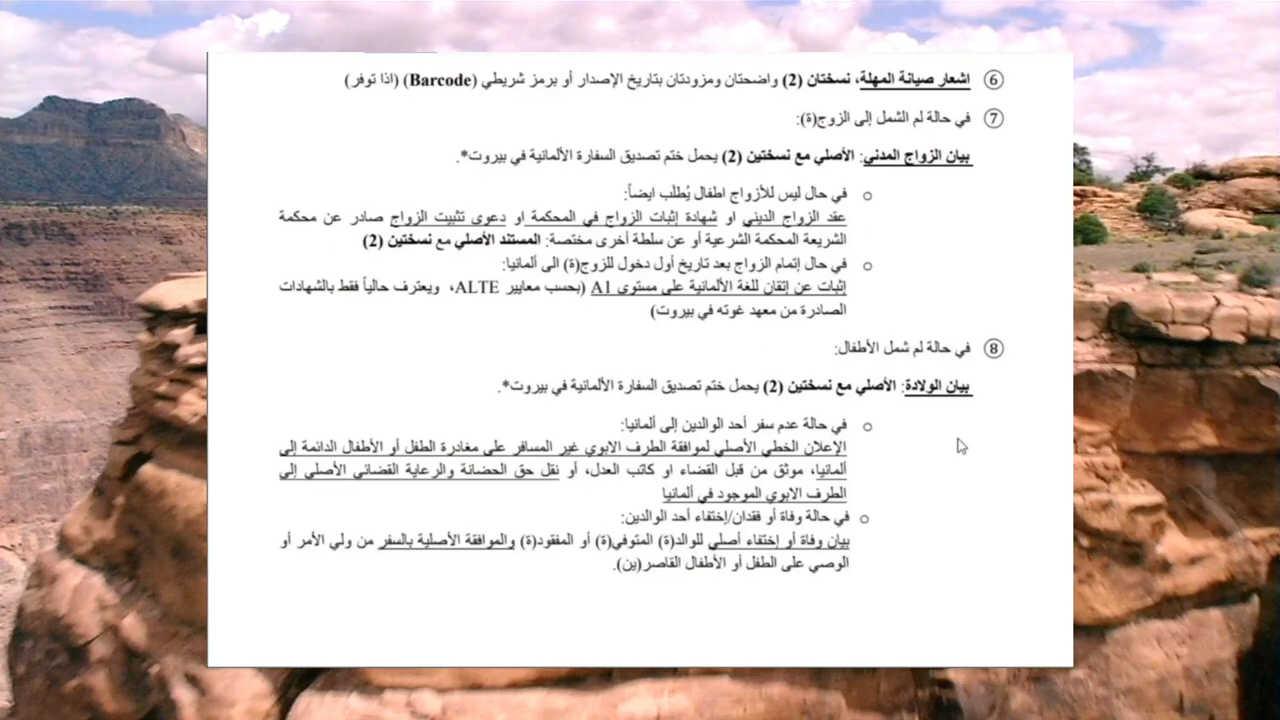 ⑥ اشعار صيانة المهلة، نسختان (2) واضحتان ومزودتان بتاريخ الإصدار أو برمز شريطي (Barcode) (اذا توفر)
⑦ في حالة لم الشمل إلى الزوج(ة):
بيان الزواج المدني: الأصلي مع نسختين (2) يحمل ختم تصديق السفارة الألمانية في بيروت*.
o في حال ليس للأزواج اطفال يُطلَب ايضاً:
عقد الزواج الديني او شهادة إثبات الزواج في المحكمة او دعوى تثبيت الزواج صادر عن محكمة
الشريعة المحكمة الشرعية أو عن سلطة أخرى مختصة: المستند الأصلي مع نسختين (2)
o في حال إتمام الزواج بعد تاريخ أول دخول للزوج(ة) الى ألمانيا:
إثبات عن إتقان للغة الألمانية على مستوى A1 (بحسب معايير ALTE، ويعترف حالياً فقط بالشهادات
الصادرة من معهد غوته في بيروت)
⑧ في حالة لم شمل الأطفال:
بيان الولادة: الأصلي مع نسختين (2) يحمل ختم تصديق السفارة الألمانية في بيروت*.
o في حالة عدم سفر أحد الوالدين إلى ألمانيا:
الإعلان الخطي الأصلي لموافقة الطرف الابوي غير المسافر على مغادرة الطفل أو الأطفال الدائمة إلى
ألمانيا، موثق من قبل القضاء او كاتب العدل، أو نقل حق الحضانة والرعاية القضائي الأصلي إلى
الطرف الابوي الموجود في ألمانيا
o في حالة وفاة أو فقدان/إختفاء أحد الوالدين:
بيان وفاة أو إختفاء أصلي للوالد(ة) المتوفي(ة) أو المفقود(ة) والموافقة الأصلية بالسفر من ولي الأمر أو
الوصي على الطفل أو الأطفال القاصر(ين).